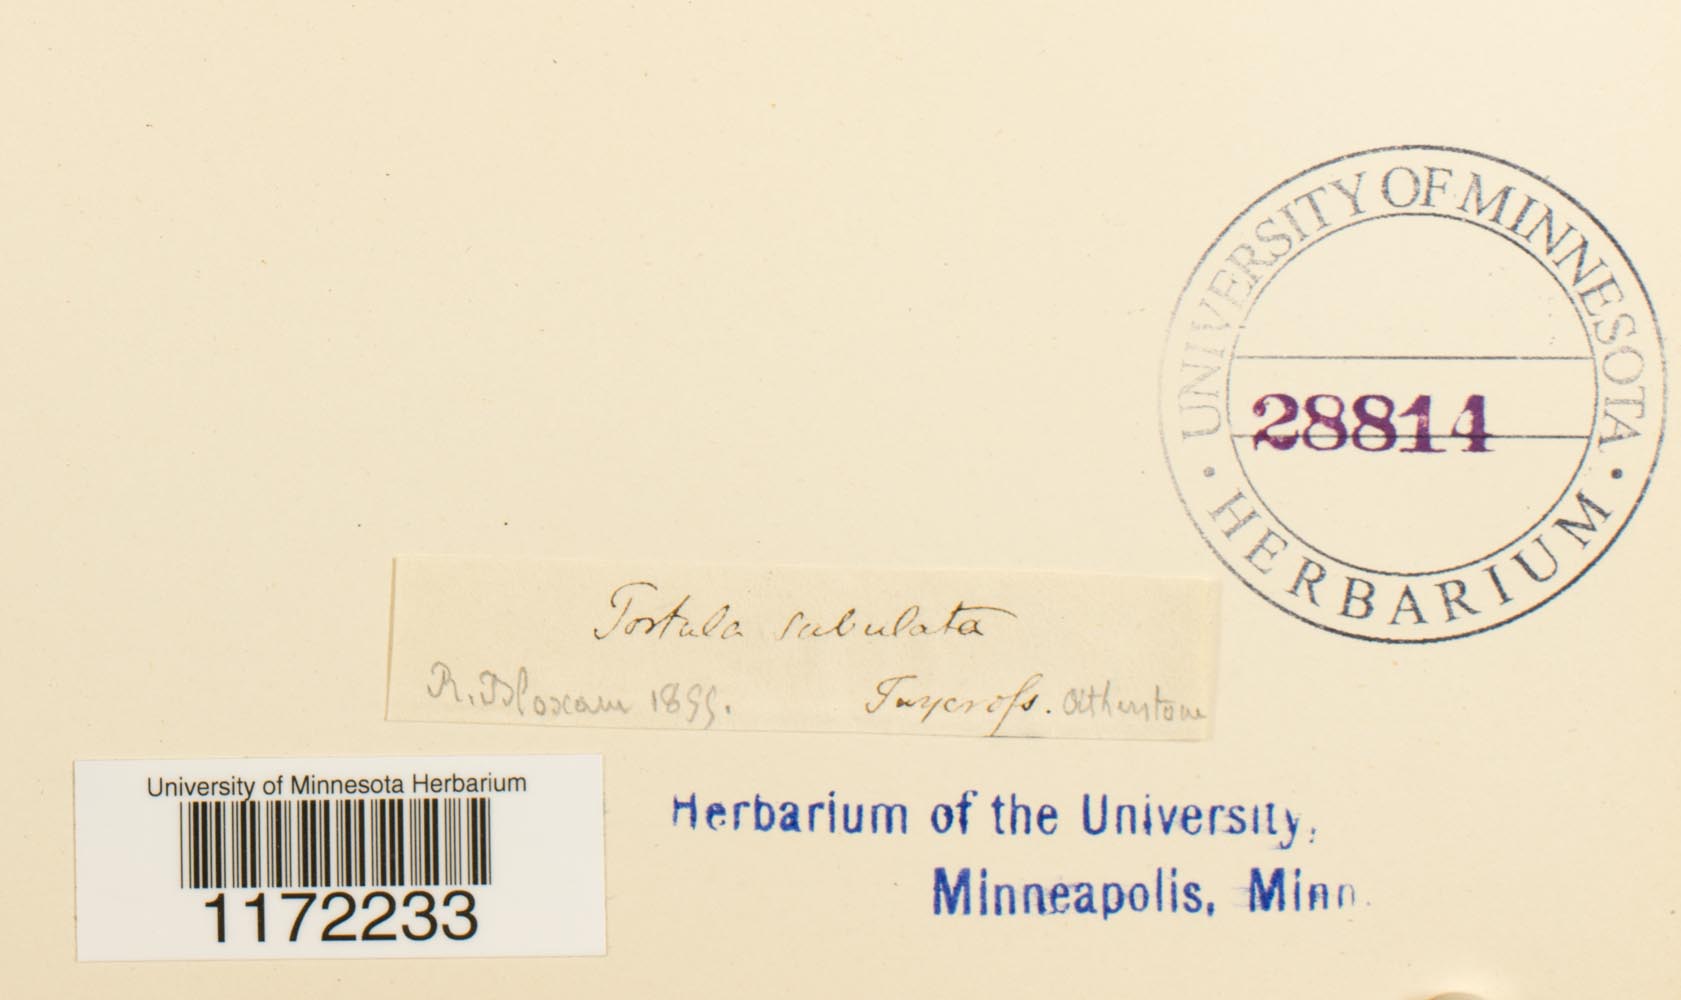 UNIVERSITY OF MINNESOTA
28814
· HERBARIUM ·
Tortula subulata
R. Bloxam 1855. Twycross. Atherstone
University of Minnesota Herbarium
1172233
Herbarium of the University,
Minneapolis, Minn.